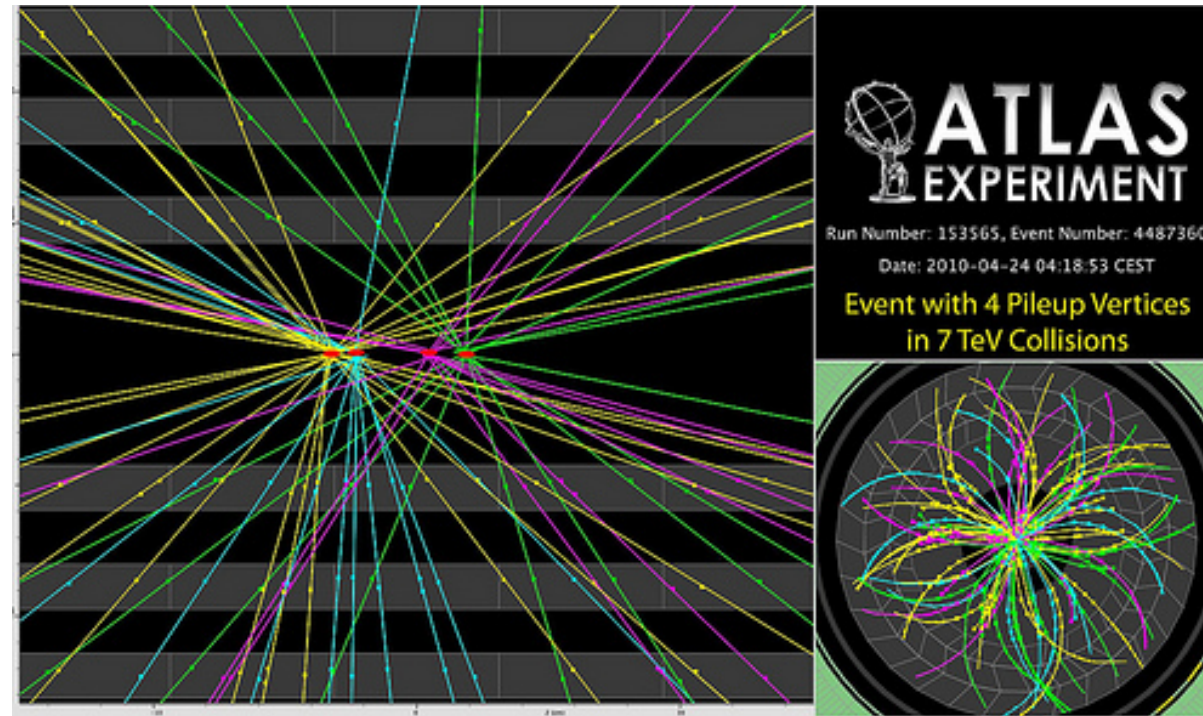 ATLAS
EXPERIMENT
Run Number: 153565, Event Number: 4487360
Date: 2010-04-24 04:18:53 CEST
Event with 4 Pileup Vertices
in 7 TeV Collisions